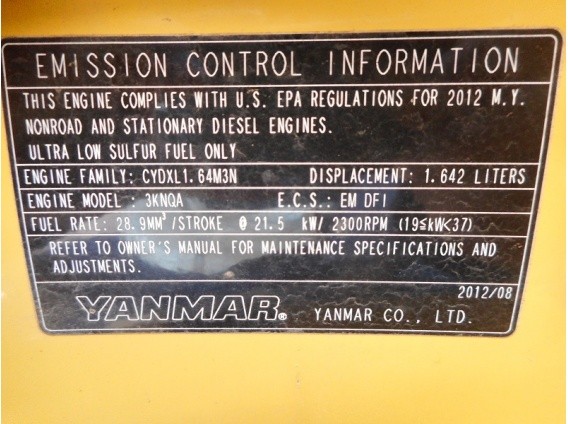 EMISSION CONTROL INFORMATION
THIS ENGINE COMPLIES WITH U.S. EPA REGULATIONS FOR 2012 M.Y.
NONROAD AND STATIONARY DIESEL ENGINES.
ULTRA LOW SULFUR FUEL ONLY
ENGINE FAMILY: CYDXL1.64M3N DISPLACEMENT: 1.642 LITERS
ENGINE MODEL : 3KNQA E.C.S.: EM DFI
FUEL RATE: 28.9MM³/STROKE @ 21.5 kW/ 2300RPM (19≦kW<37)
REFER TO OWNER'S MANUAL FOR MAINTENANCE SPECIFICATIONS AND
ADJUSTMENTS.
2012/08
YANMAR® YANMAR CO., LTD.